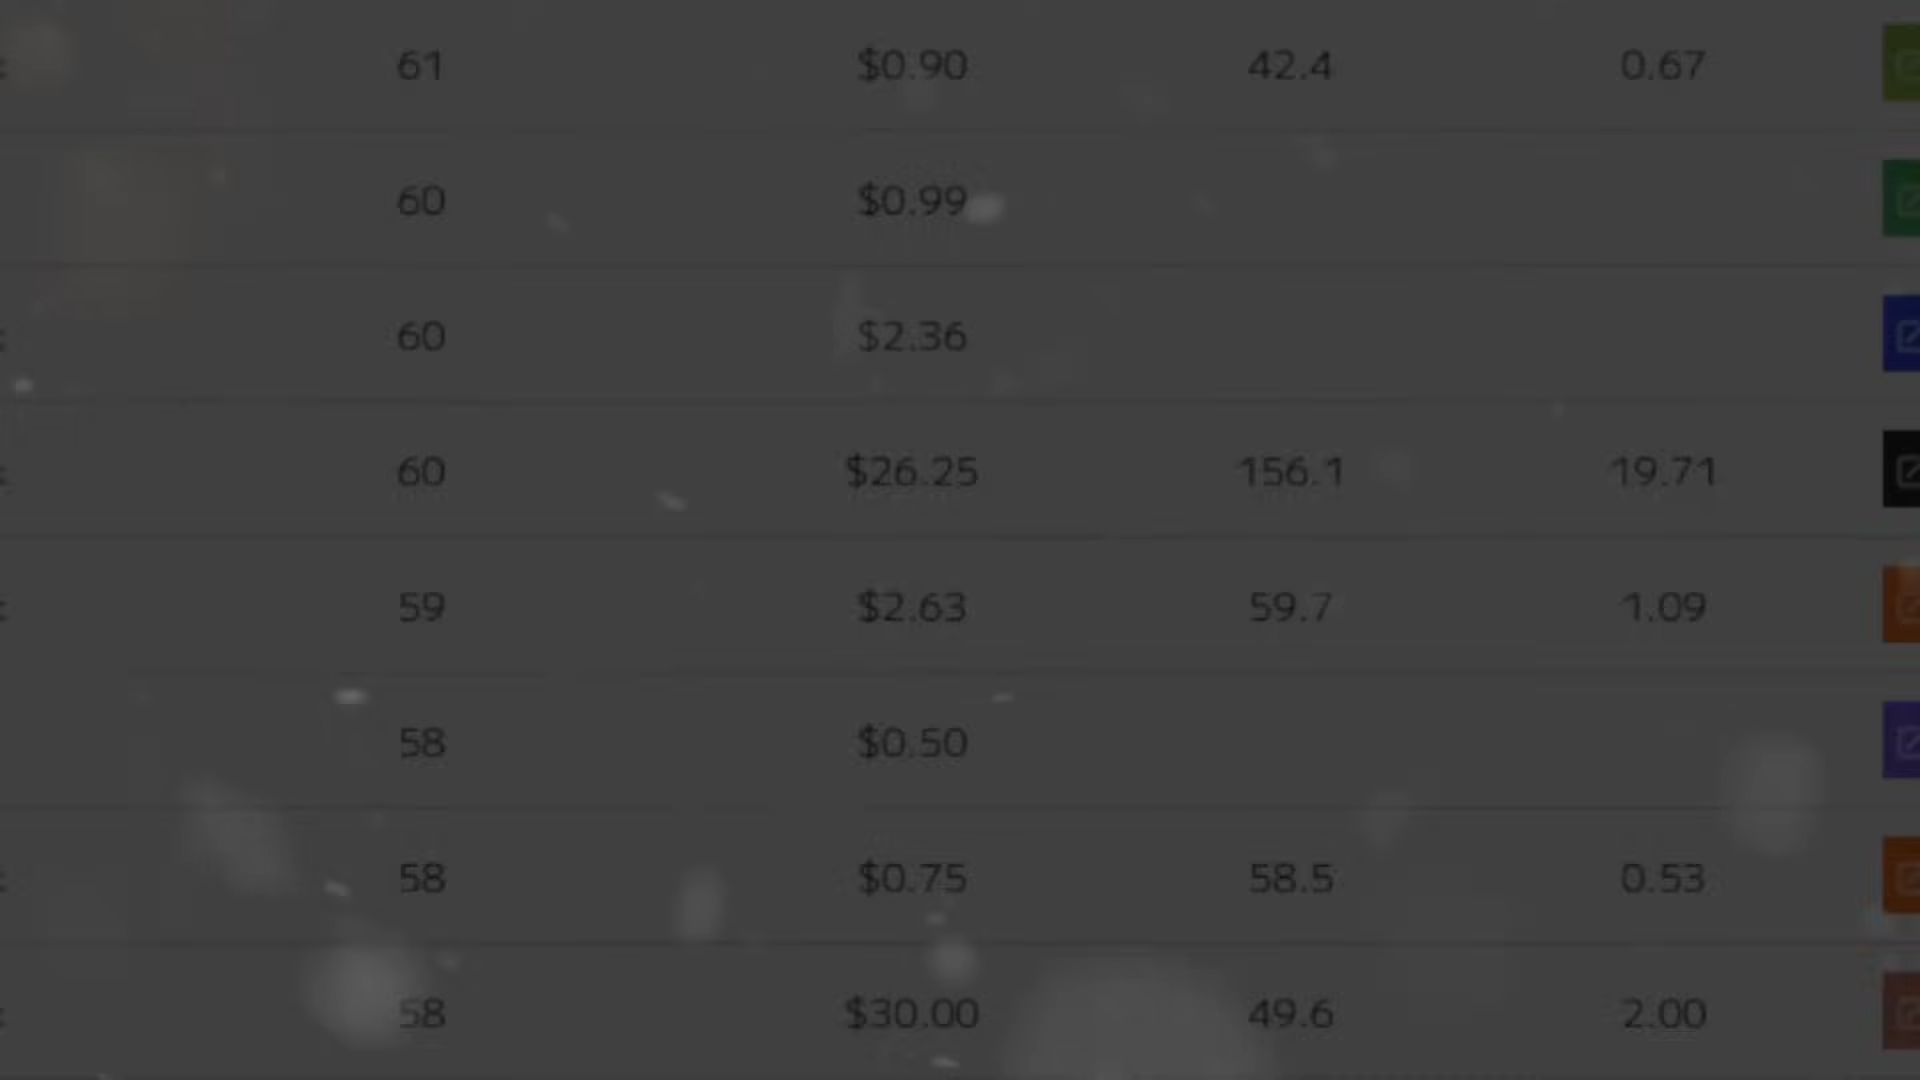 61 $0.90 42.4 0.67
60 $0.99
60 $2.36
60 $26.25 156.1 19.71
59 $2.63 59.7 1.09
58 $0.50
58 $0.75 58.5 0.53
58 $30.00 49.6 2.00